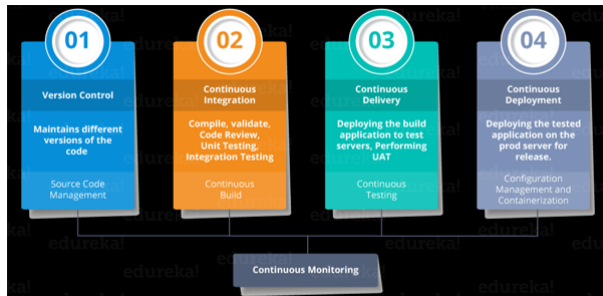 01
Version Control
Maintains different
versions of the
code
Source Code
Management
02
Continuous
Integration
Compile, validate,
Code Review,
Unit Testing,
Integration Testing
Continuous
Build
03
Continuous
Delivery
Deploying the build
application to test
servers, Performing
UAT
Continuous
Testing
04
Continuous
Deployment
Deploying the tested
application on the
prod server for
release.
Configuration
Management and
Containerization
Continuous Monitoring
edureka!
edureka!
edureka!